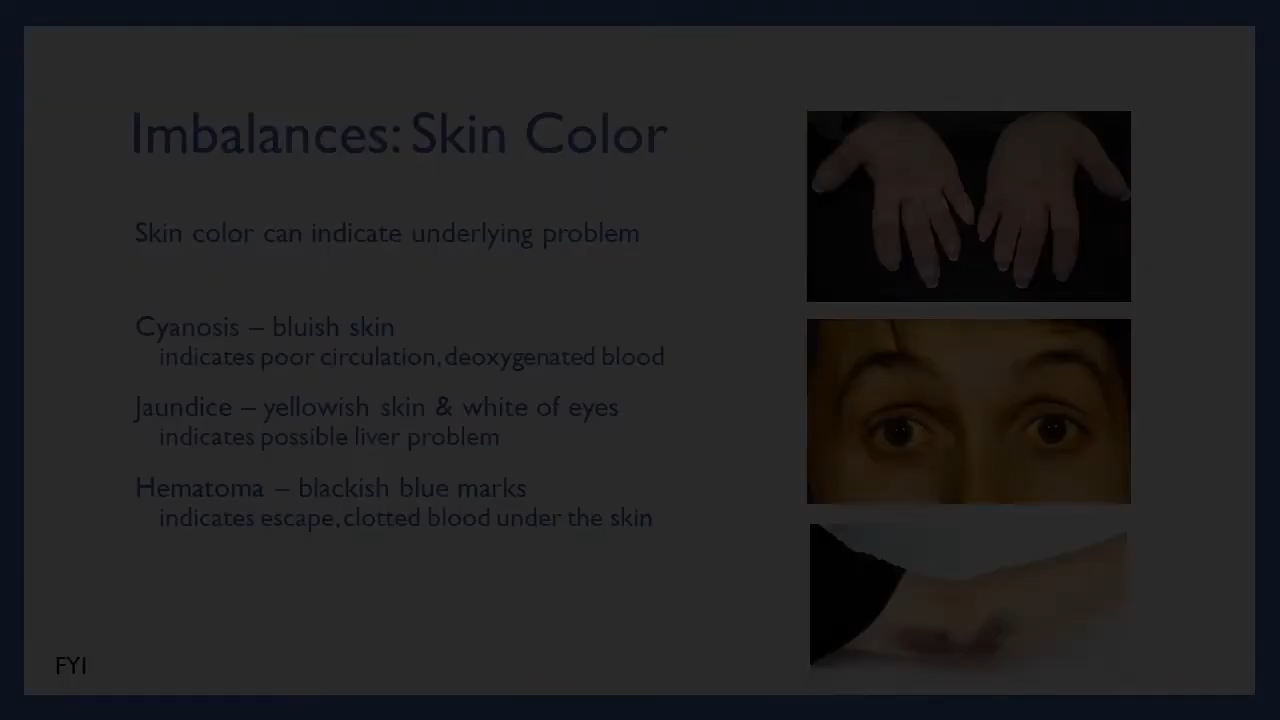 Imbalances: Skin Color
Skin color can indicate underlying problem
Cyanosis – bluish skin
indicates poor circulation, deoxygenated blood
Jaundice – yellowish skin & white of eyes
indicates possible liver problem
Hematoma – blackish blue marks
indicates escape, clotted blood under the skin
FYI